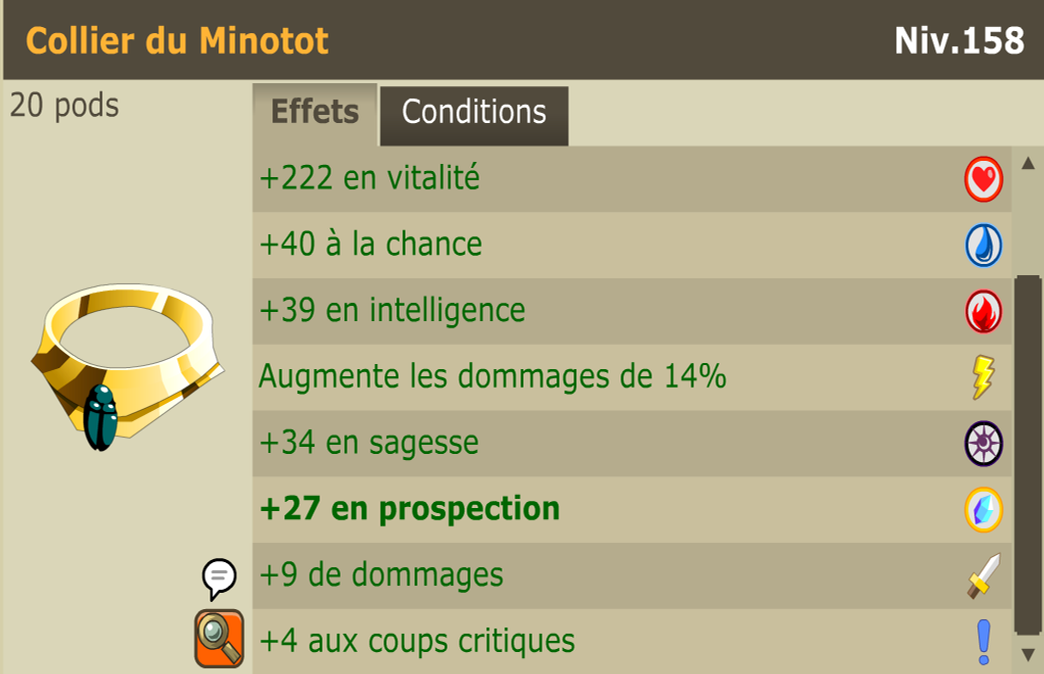 Collier du Minotot
Niv.158
20 pods
Effets
Conditions
+222 en vitalité
+40 à la chance
+39 en intelligence
Augmente les dommages de 14%
+34 en sagesse
+27 en prospection
+9 de dommages
+4 aux coups critiques